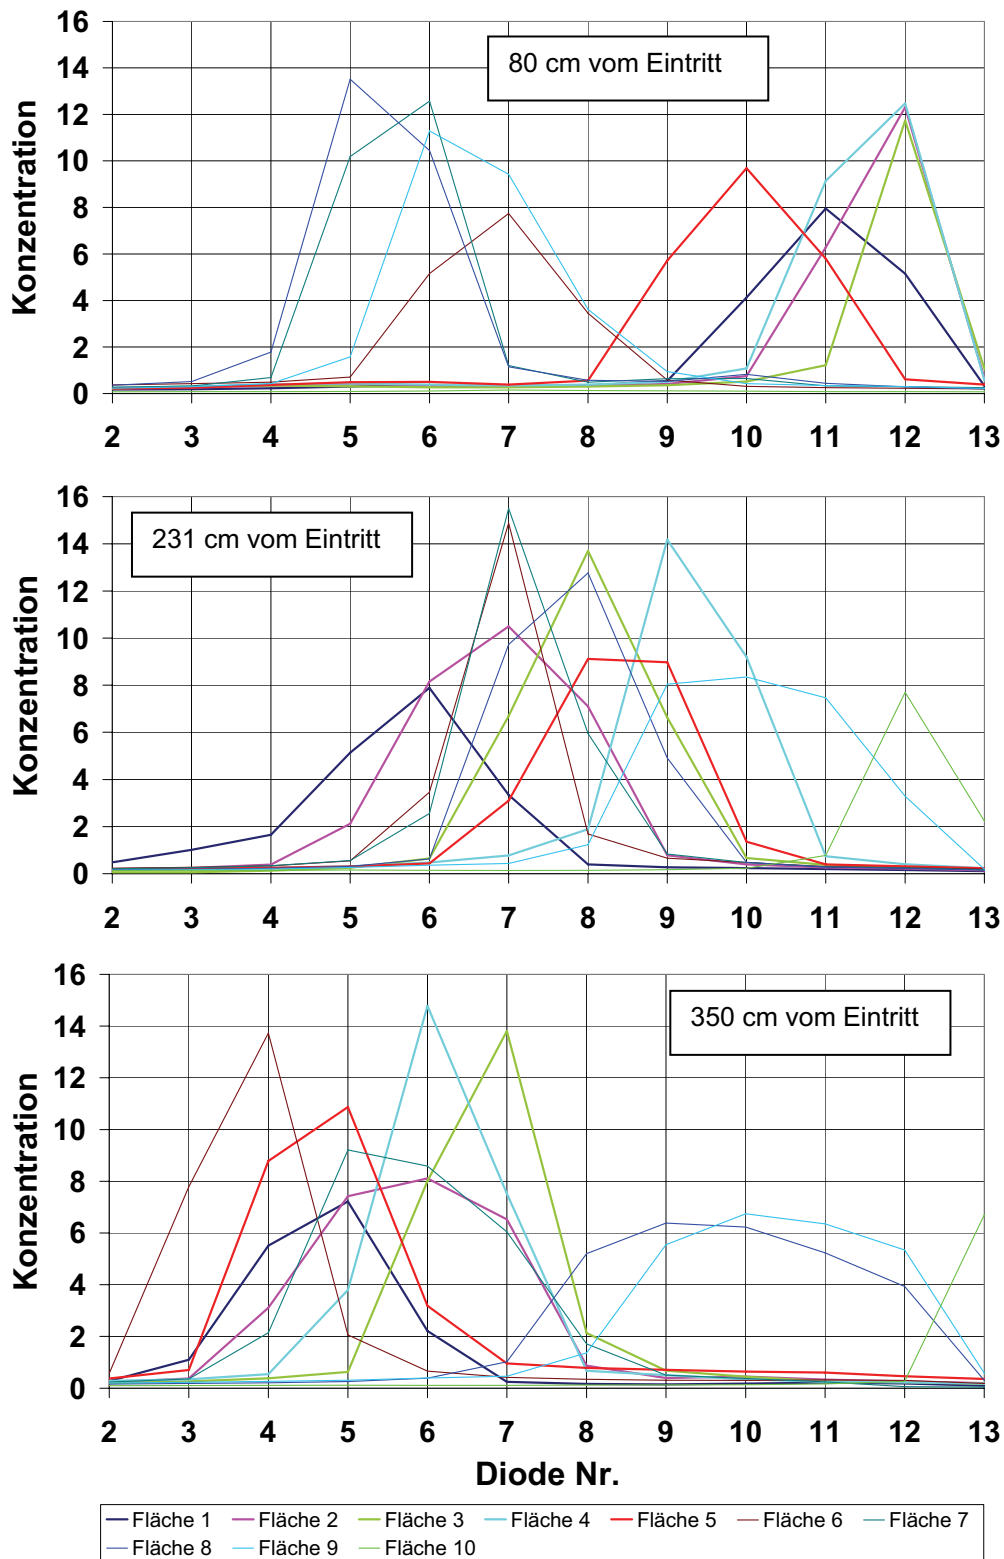 16
14
12
10
8
6
4
2
0
Konzentration
80 cm vom Eintritt
2 3 4 5 6 7 8 9 10 11 12 13
16
14
12
10
8
6
4
2
0
Konzentration
231 cm vom Eintritt
2 3 4 5 6 7 8 9 10 11 12 13
16
14
12
10
8
6
4
2
0
Konzentration
350 cm vom Eintritt
2 3 4 5 6 7 8 9 10 11 12 13
Diode Nr.
Fläche 1 Fläche 2 Fläche 3 Fläche 4 Fläche 5 Fläche 6 Fläche 7
Fläche 8 Fläche 9 Fläche 10